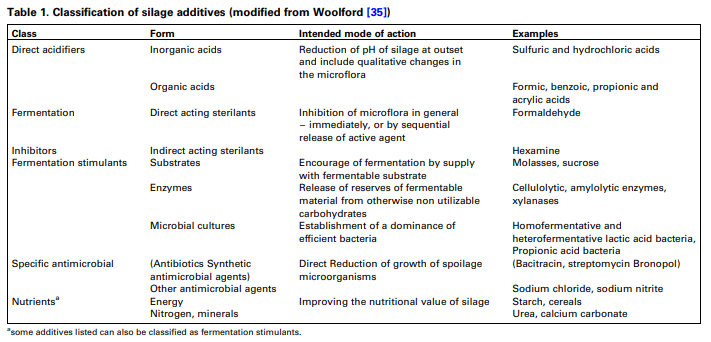 Table 1. Classification of silage additives (modified from Woolford [35])
Class Form Intended mode of action Examples
Direct acidifiers Inorganic acids Reduction of pH of silage at outset Sulfuric and hydrochloric acids
and include qualitative changes in
the microflora
Organic acids Formic, benzoic, propionic and
acrylic acids
Fermentation Direct acting sterilants Inhibition of microflora in general Formaldehyde
– immediately, or by sequential
release of active agent
Inhibitors Indirect acting sterilants Hexamine
Fermentation stimulants Substrates Encourage of fermentation by supply Molasses, sucrose
with fermentable substrate
Enzymes Release of reserves of fermentable Cellulolytic, amylolytic enzymes,
material from otherwise non utilizable xylanases
carbohydrates
Microbial cultures Establishment of a dominance of Homofermentative and
efficient bacteria heterofermentative lactic acid bacteria,
Propionic acid bacteria
Specific antimicrobial (Antibiotics Synthetic Direct Reduction of growth of spoilage (Bacitracin, streptomycin Bronopol)
antimicrobial agents) microorganisms
Other antimicrobial agents Sodium chloride, sodium nitrite
Nutrientsa Energy Improving the nutritional value of silage Starch, cereals
Nitrogen, minerals Urea, calcium carbonate
asome additives listed can also be classified as fermentation stimulants.